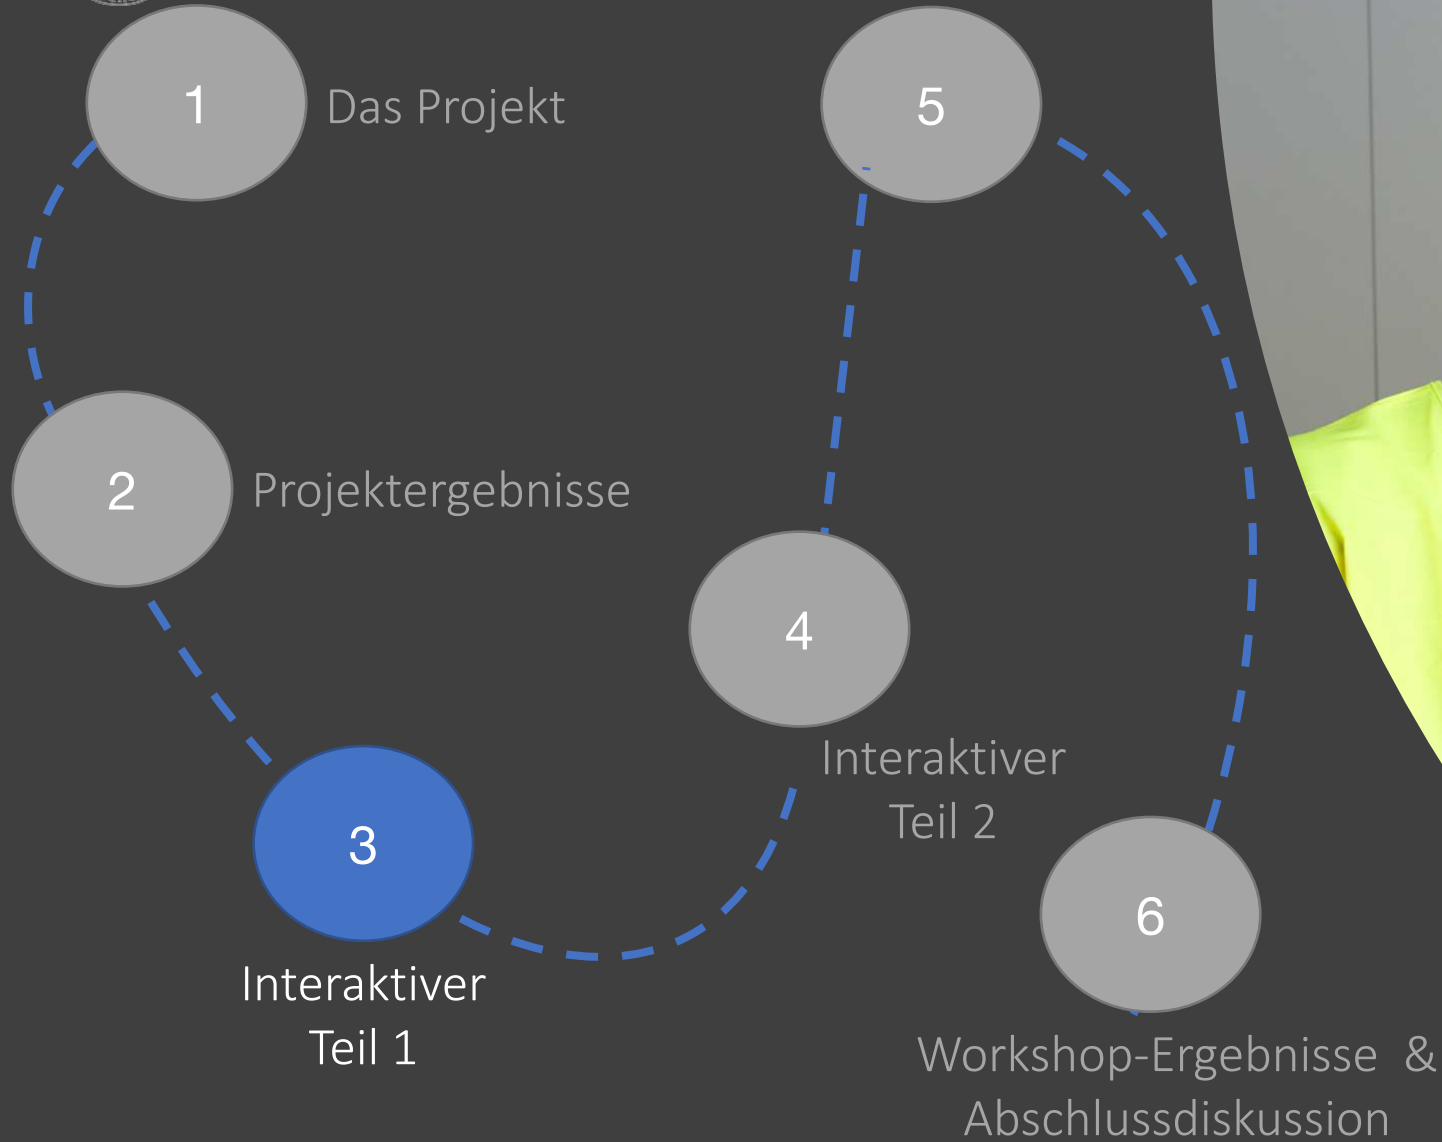 1
Das Projekt
2
Projektergebnisse
3
Interaktiver
Teil 1
4
Interaktiver
Teil 2
5
6
Workshop-Ergebnisse &
Abschlussdiskussion